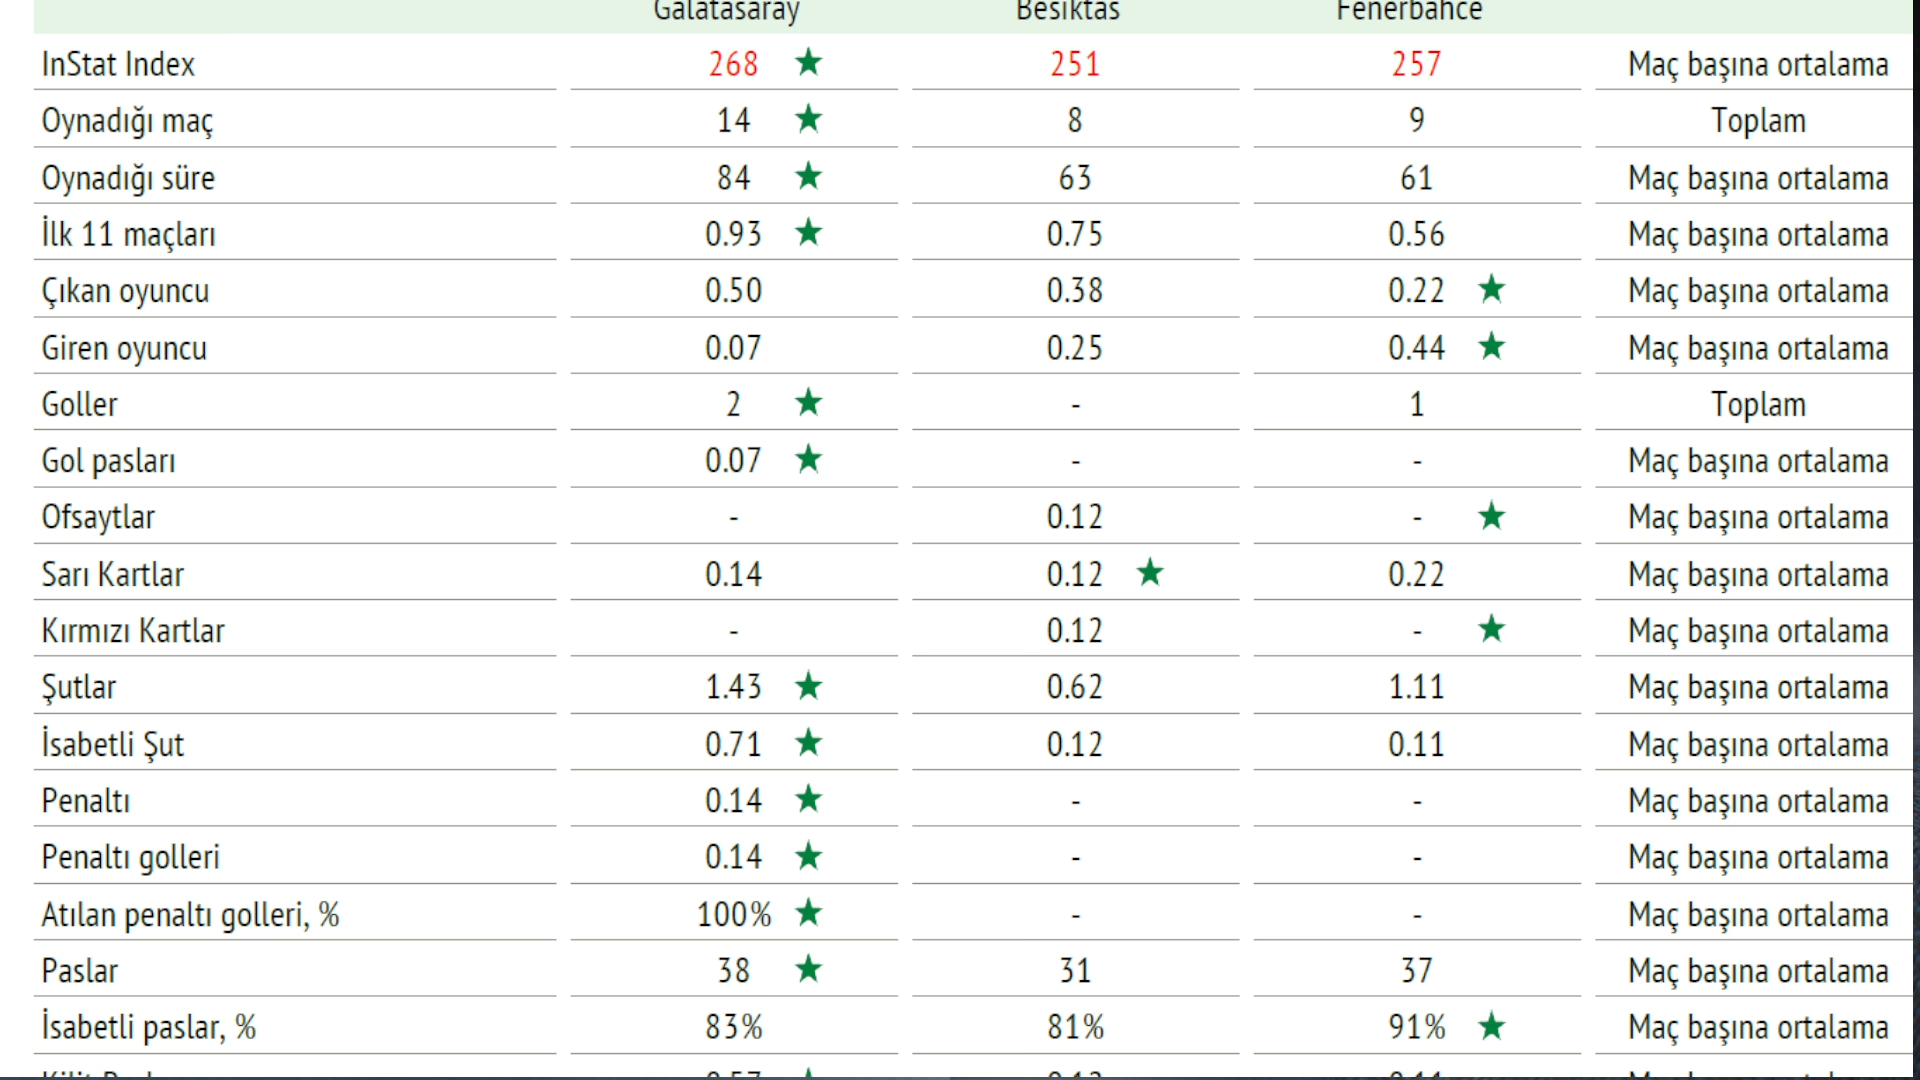 Galatasaray Besiktas Fenerbahce
InStat Index 268 ★ 251 257 Maç başına ortalama
Oynadığı maç 14 ★ 8 9 Toplam
Oynadığı süre 84 ★ 63 61 Maç başına ortalama
İlk 11 maçları 0.93 ★ 0.75 0.56 Maç başına ortalama
Çıkan oyuncu 0.50 0.38 0.22 ★ Maç başına ortalama
Giren oyuncu 0.07 0.25 0.44 ★ Maç başına ortalama
Goller 2 ★ - 1 Toplam
Gol pasları 0.07 ★ - - Maç başına ortalama
Ofsaytlar - 0.12 - ★ Maç başına ortalama
Sarı Kartlar 0.14 0.12 ★ 0.22 Maç başına ortalama
Kırmızı Kartlar - 0.12 - ★ Maç başına ortalama
Şutlar 1.43 ★ 0.62 1.11 Maç başına ortalama
İsabetli Şut 0.71 ★ 0.12 0.11 Maç başına ortalama
Penaltı 0.14 ★ - - Maç başına ortalama
Penaltı golleri 0.14 ★ - - Maç başına ortalama
Atılan penaltı golleri, % 100% ★ - - Maç başına ortalama
Paslar 38 ★ 31 37 Maç başına ortalama
İsabetli paslar, % 83% 81% 91% ★ Maç başına ortalama